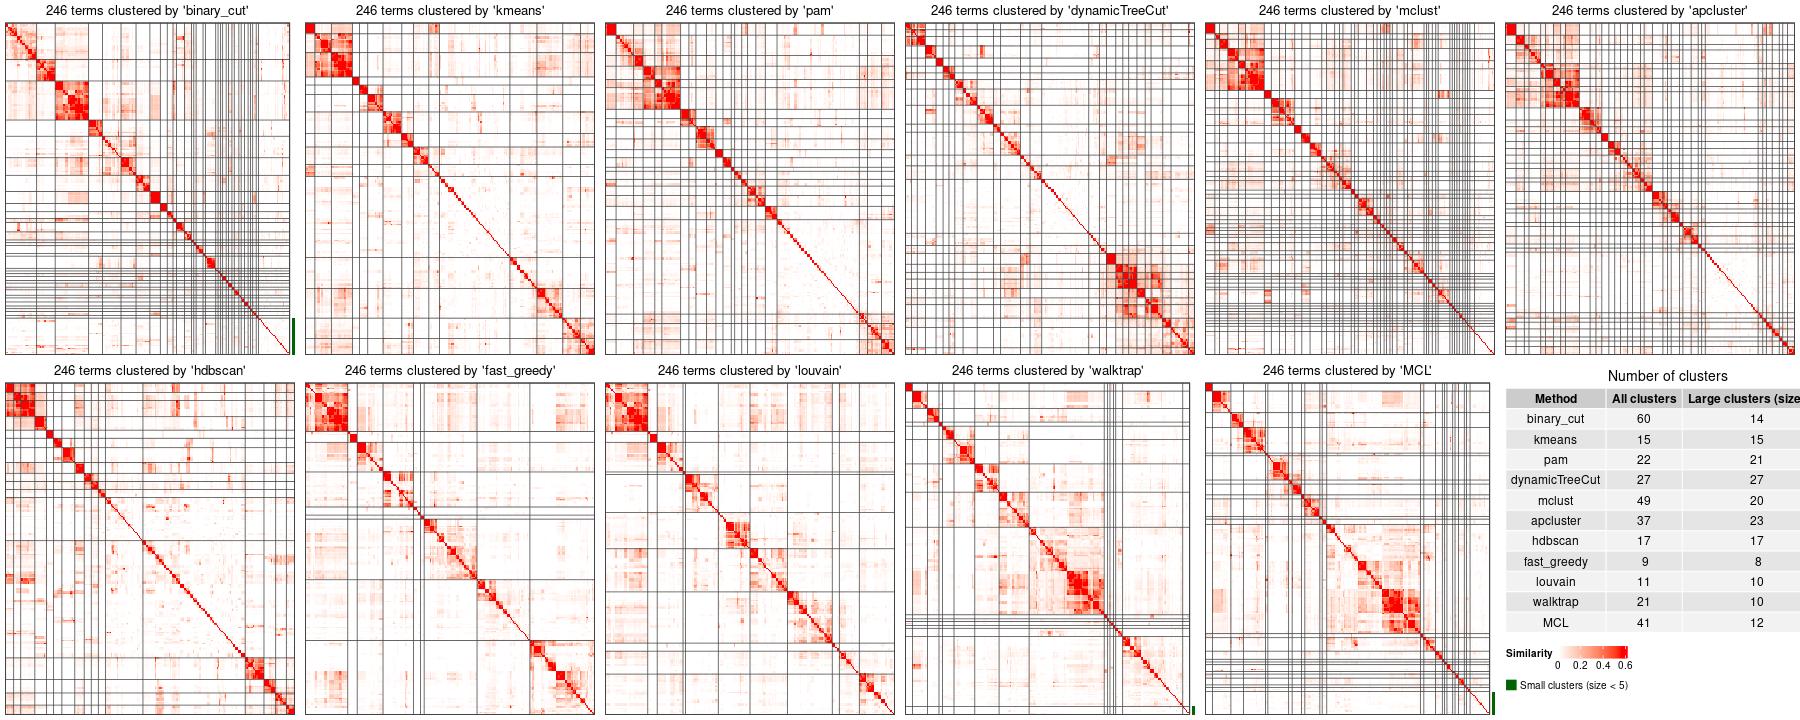 246 terms clustered by 'binary_cut'
246 terms clustered by 'kmeans'
246 terms clustered by 'pam'
246 terms clustered by 'dynamicTreeCut'
246 terms clustered by 'mclust'
246 terms clustered by 'apcluster'
246 terms clustered by 'hdbscan'
246 terms clustered by 'fast_greedy'
246 terms clustered by 'louvain'
246 terms clustered by 'walktrap'
246 terms clustered by 'MCL'
Number of clusters
Method All clusters Large clusters (size
binary_cut 60 14
kmeans 15 15
pam 22 21
dynamicTreeCut 27 27
mclust 49 20
apcluster 37 23
hdbscan 17 17
fast_greedy 9 8
louvain 11 10
walktrap 21 10
MCL 41 12
Similarity
0 0.2 0.4 0.6
Small clusters (size < 5)